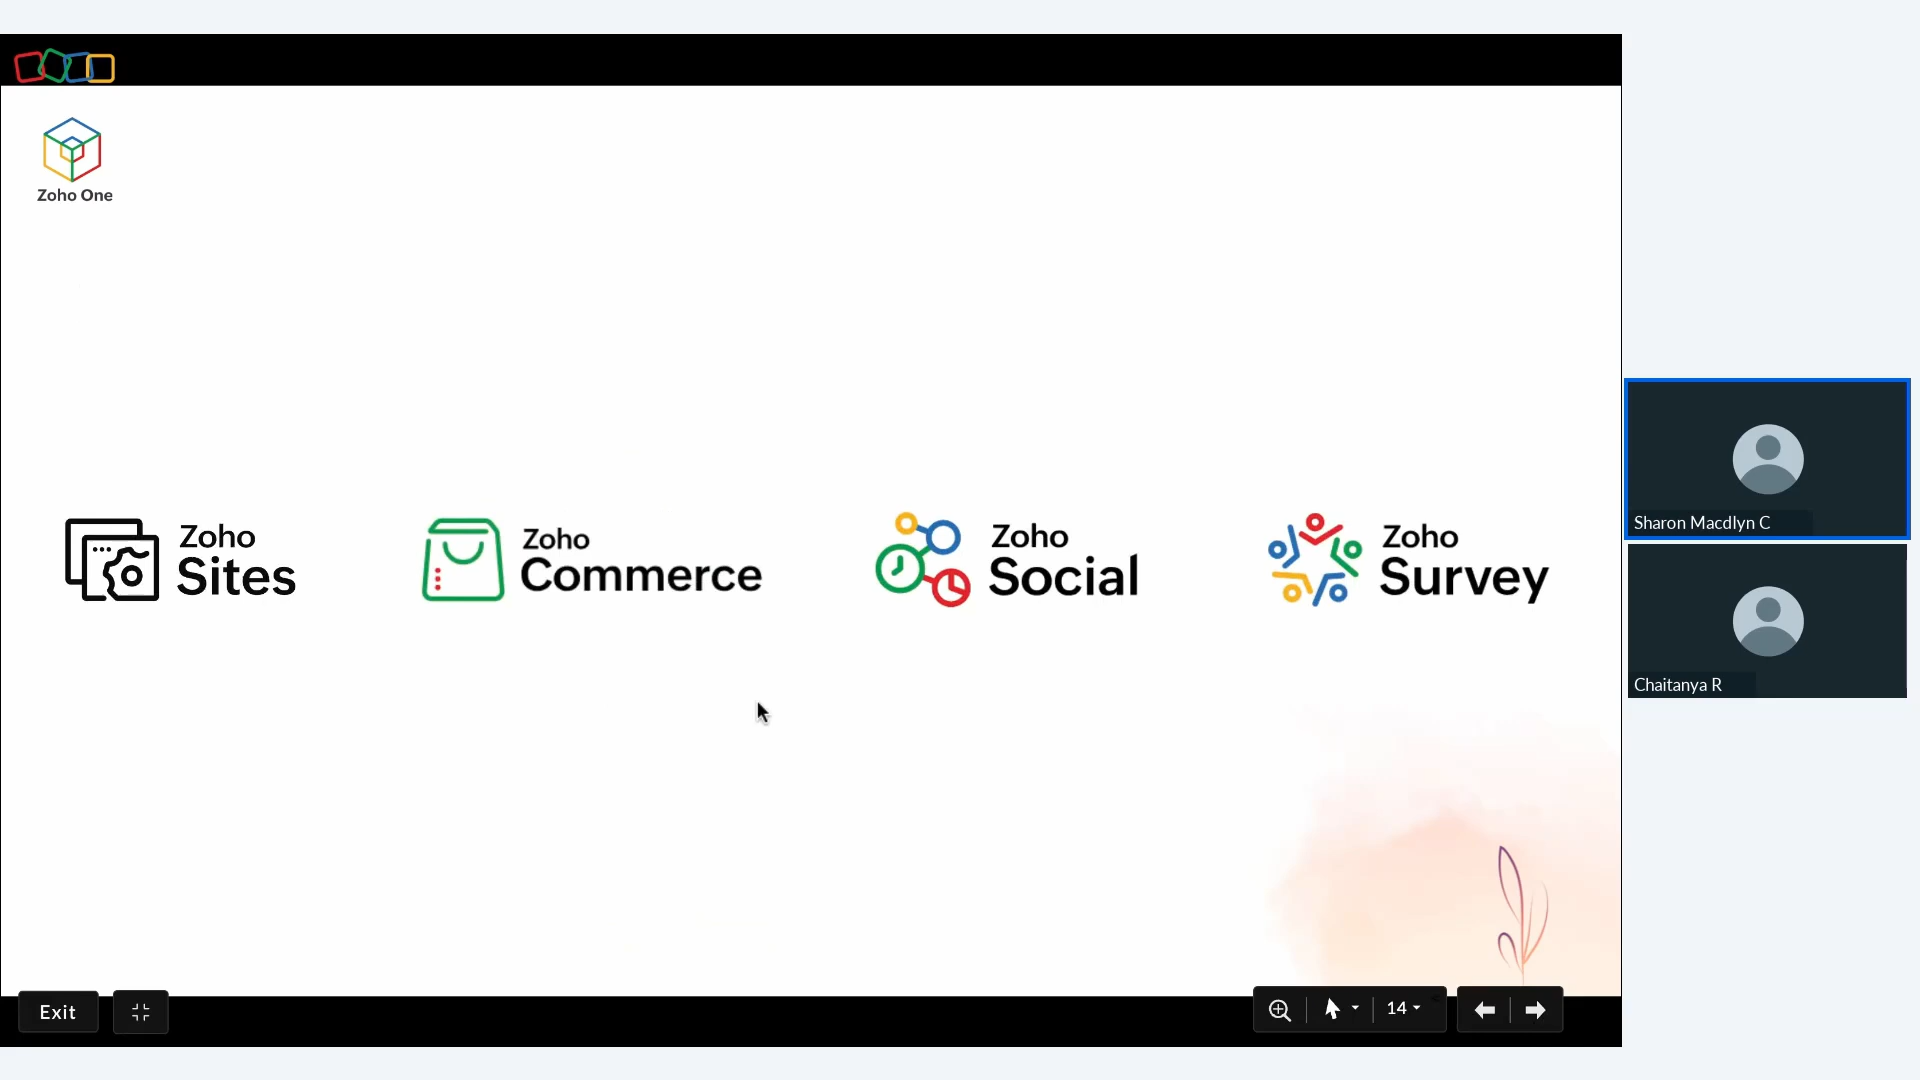 Zoho One
Zoho
Sites
Zoho
Commerce
Zoho
Social
Zoho
Survey
Sharon Macdlyn C
Chaitanya R
Exit
14